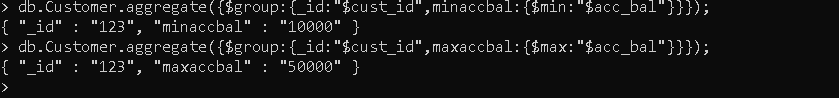 > db.Customer.aggregate({$group:{_id:"$cust_id",minaccbal:{$min:"$acc_bal"}}});
{ "_id" : "123", "minaccbal" : "10000" }
> db.Customer.aggregate({$group:{_id:"$cust_id",maxaccbal:{$max:"$acc_bal"}}});
{ "_id" : "123", "maxaccbal" : "50000" }
>